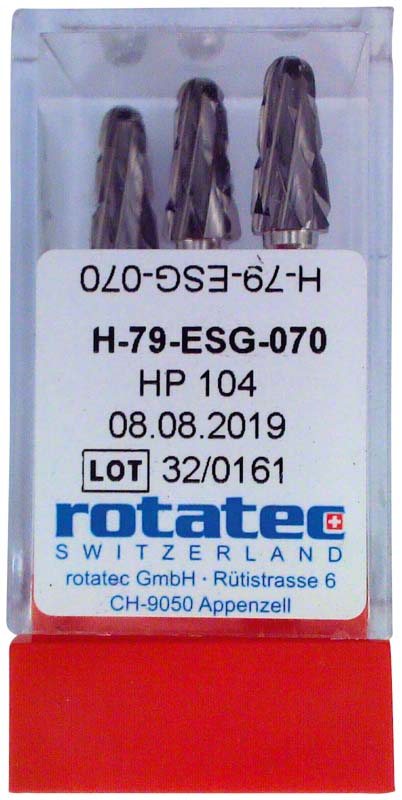 H-79-ESG-070
H-79-ESG-070
HP 104
08.08.2019
LOT 32/0161
rotatec
SWITZERLAND
rotatec GmbH · Rütistrasse 6
CH-9050 Appenzell